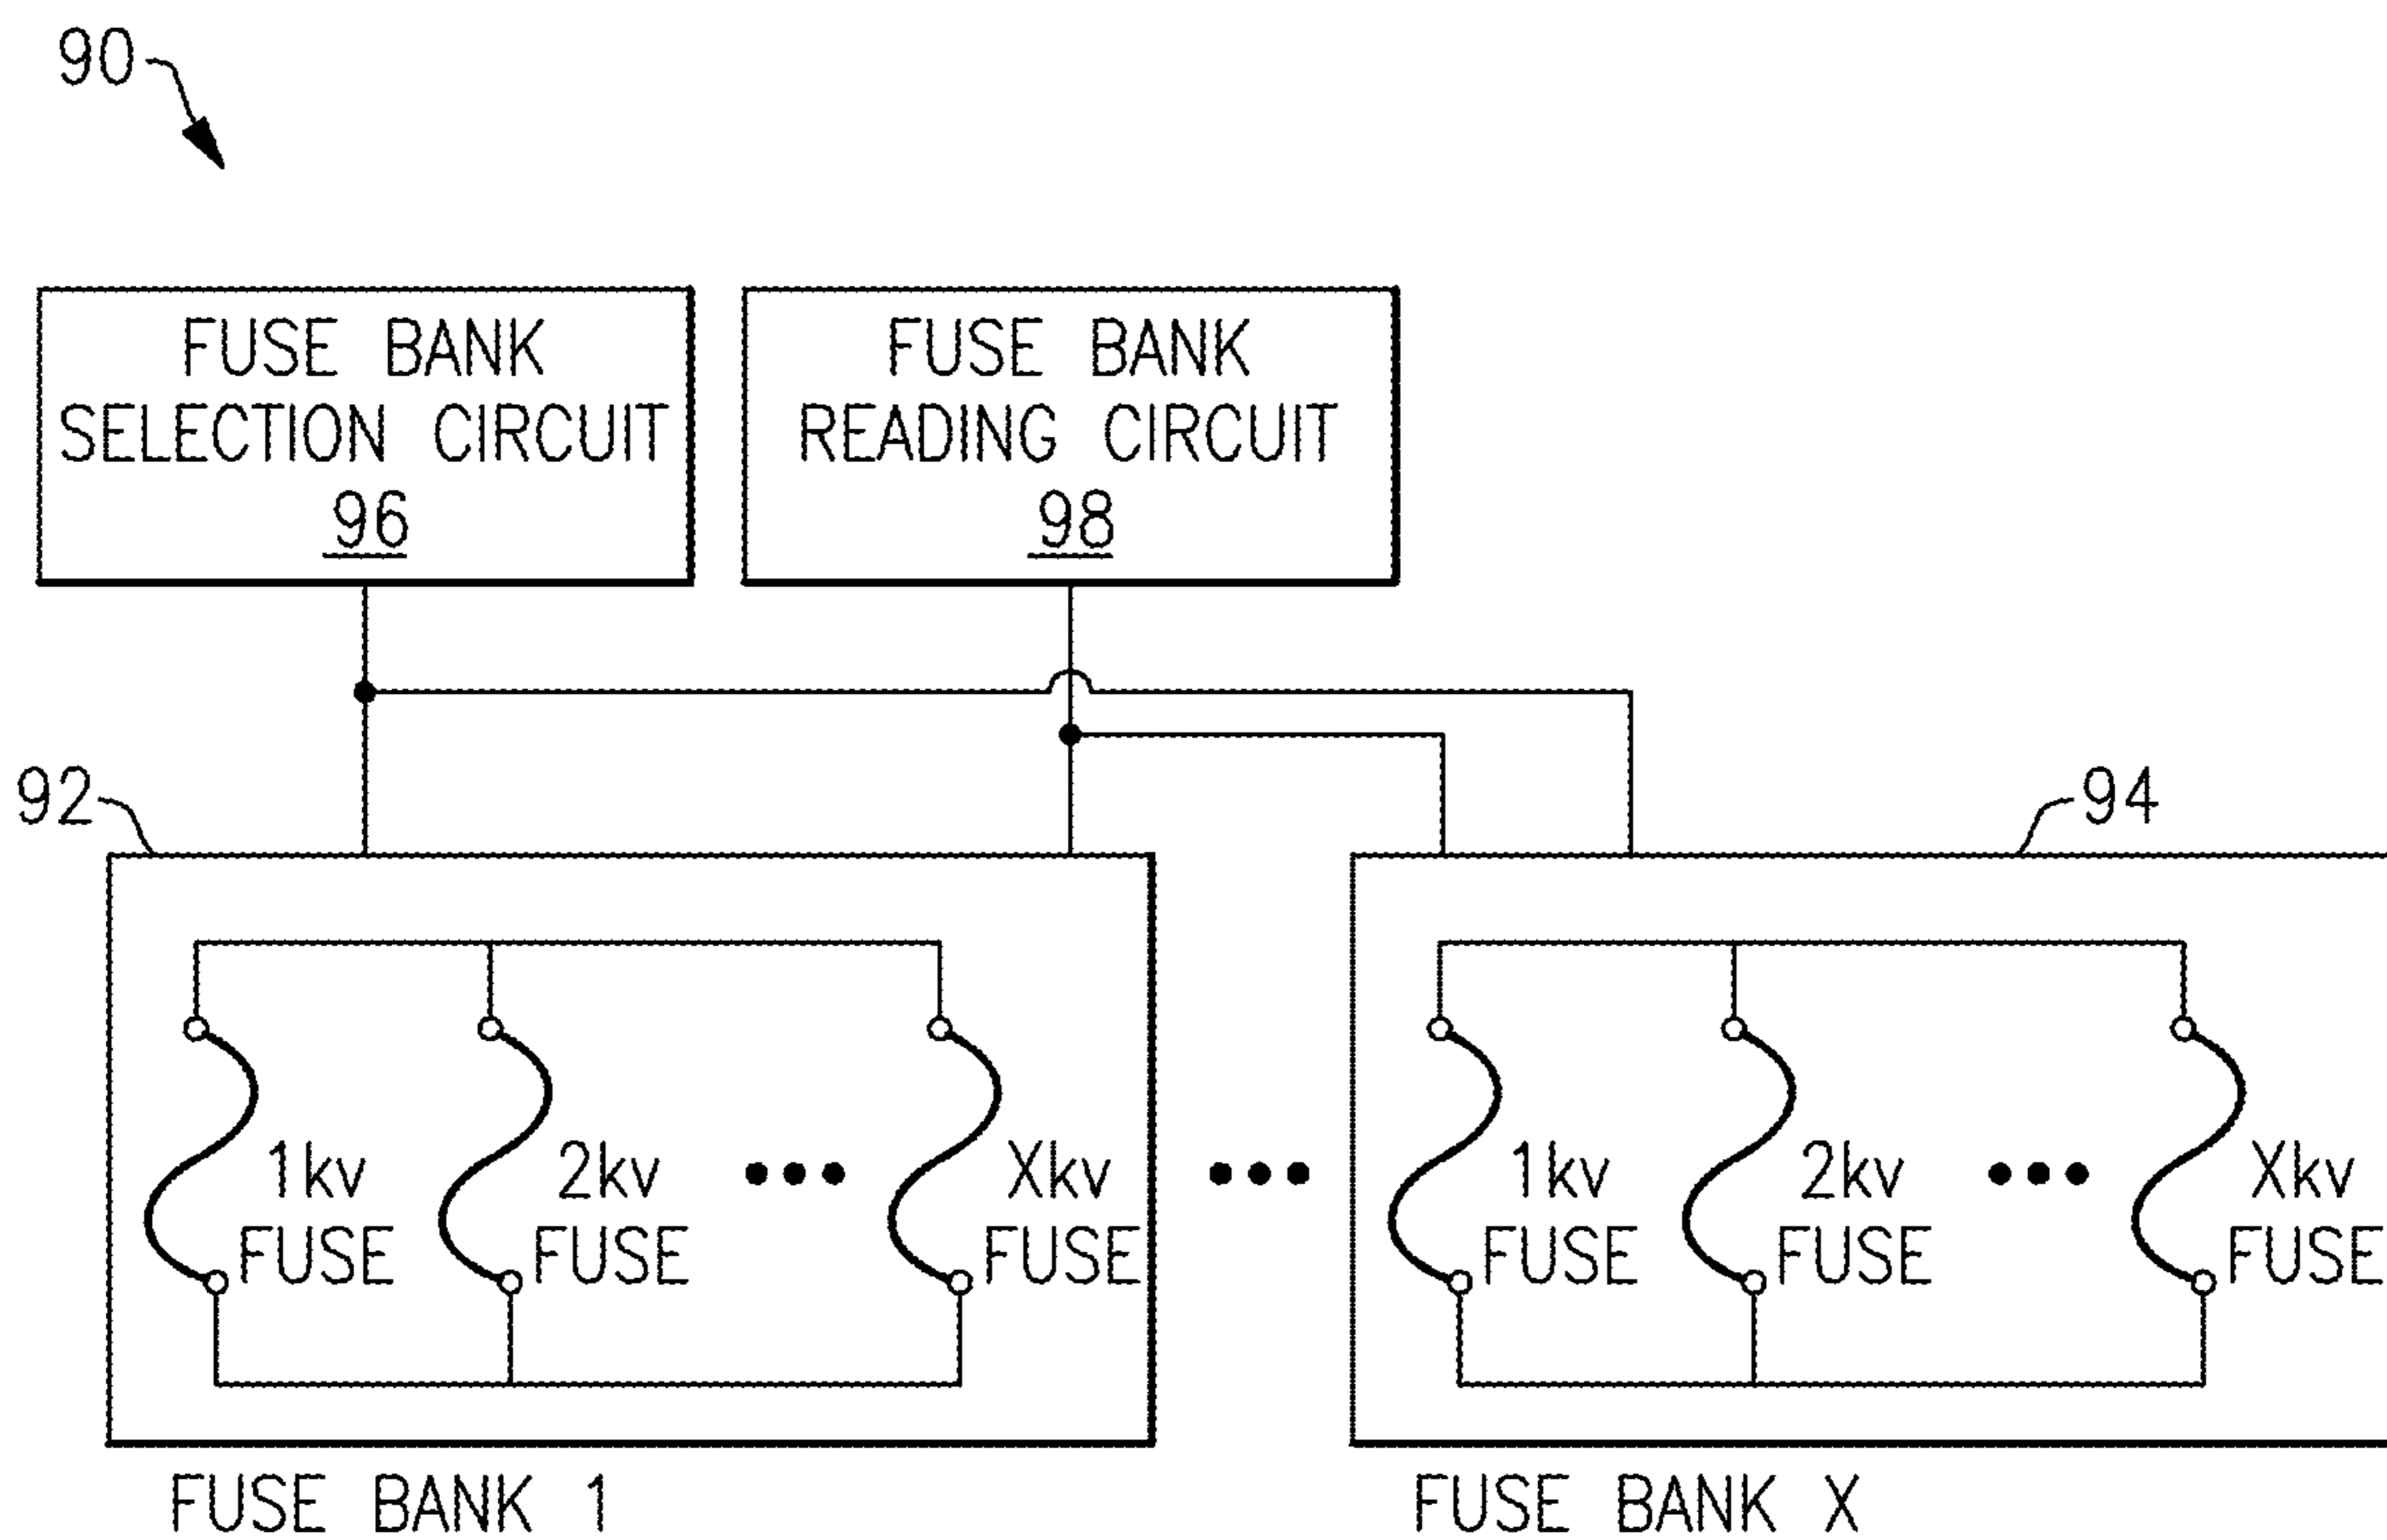 90
FUSE BANK
SELECTION CIRCUIT
96
FUSE BANK
READING CIRCUIT
98
92
94
1kv
FUSE
2kv
FUSE
Xkv
FUSE
1kv
FUSE
2kv
FUSE
Xkv
FUSE
FUSE BANK 1
FUSE BANK X